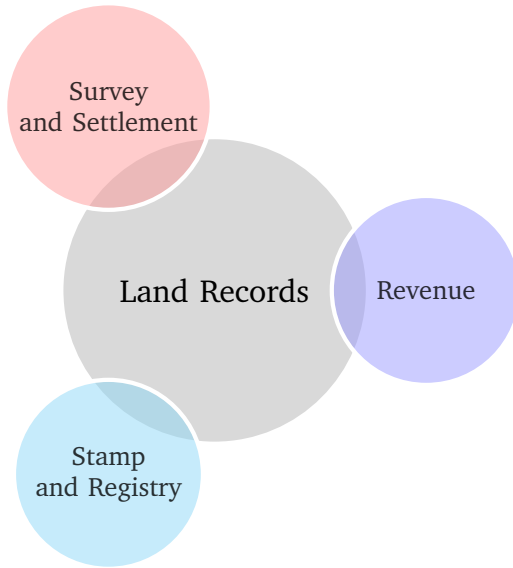 Survey
and Settlement
Land Records
Revenue
Stamp
and Registry